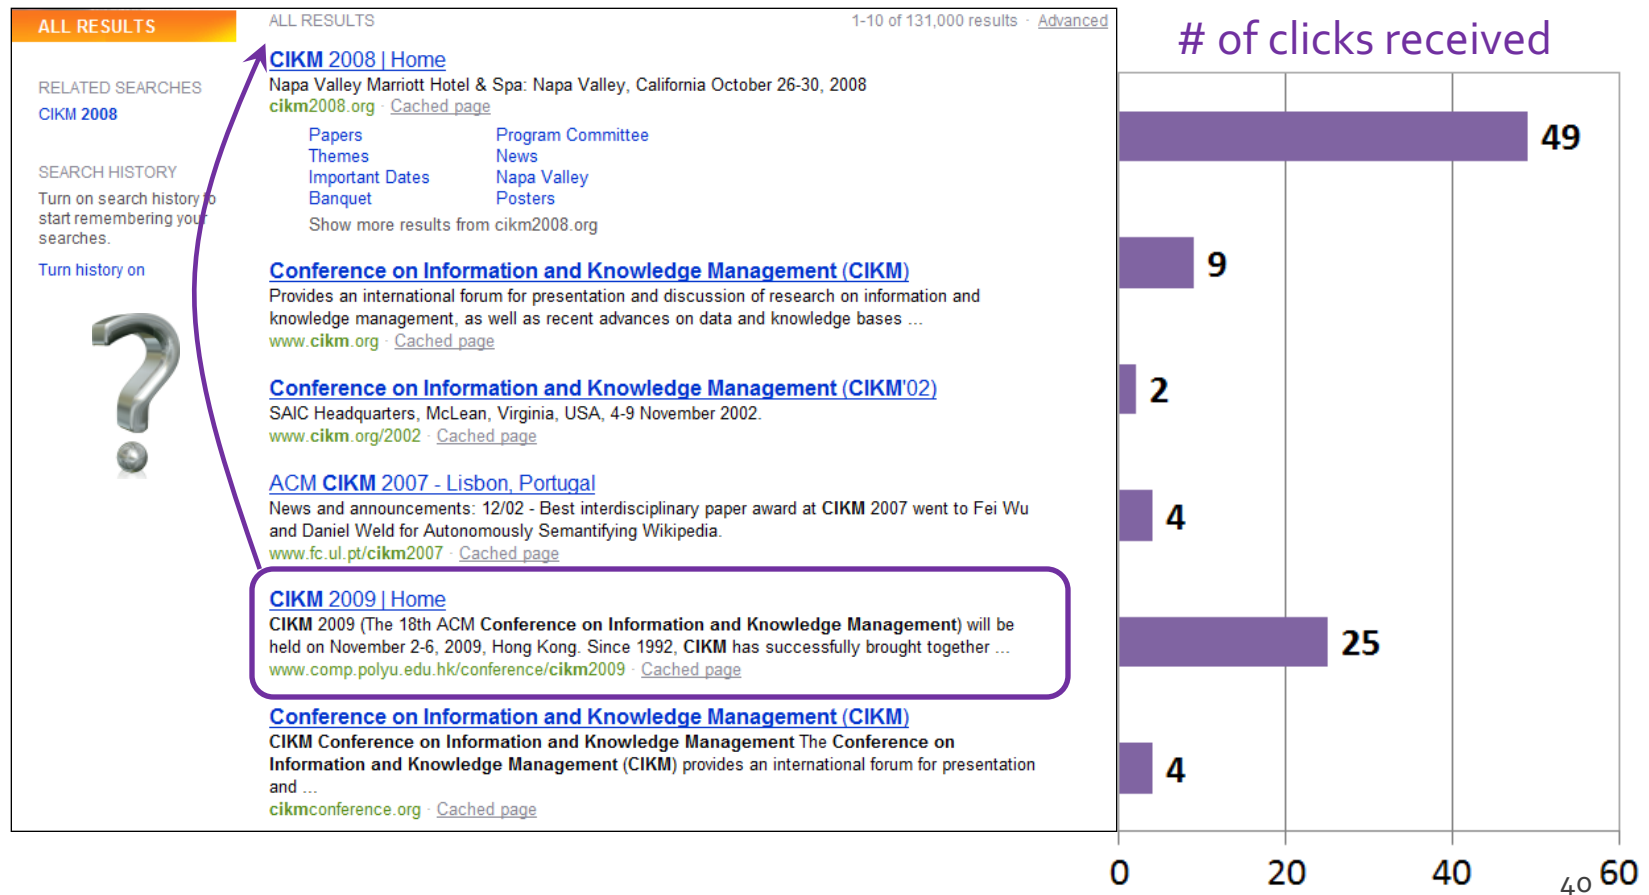 ALL RESULTS
RELATED SEARCHES
CIKM 2008
SEARCH HISTORY
Turn on search history to
start remembering your
searches.
Turn history on
ALL RESULTS
1-10 of 131,000 results · Advanced
CIKM 2008 | Home
Napa Valley Marriott Hotel & Spa: Napa Valley, California October 26-30, 2008
cikm2008.org · Cached page
Papers Program Committee
Themes News
Important Dates Napa Valley
Banquet Posters
Show more results from cikm2008.org
Conference on Information and Knowledge Management (CIKM)
Provides an international forum for presentation and discussion of research on information and
knowledge management, as well as recent advances on data and knowledge bases ...
www.cikm.org · Cached page
Conference on Information and Knowledge Management (CIKM'02)
SAIC Headquarters, McLean, Virginia, USA, 4-9 November 2002.
www.cikm.org/2002 · Cached page
ACM CIKM 2007 - Lisbon, Portugal
News and announcements: 12/02 - Best interdisciplinary paper award at CIKM 2007 went to Fei Wu
and Daniel Weld for Autonomously Semantifying Wikipedia.
www.fc.ul.pt/cikm2007 · Cached page
CIKM 2009 | Home
CIKM 2009 (The 18th ACM Conference on Information and Knowledge Management) will be
held on November 2-6, 2009, Hong Kong. Since 1992, CIKM has successfully brought together ...
www.comp.polyu.edu.hk/conference/cikm2009 · Cached page
Conference on Information and Knowledge Management (CIKM)
CIKM Conference on Information and Knowledge Management The Conference on
Information and Knowledge Management (CIKM) provides an international forum for presentation
and ...
cikmconference.org · Cached page
# of clicks received
49
9
2
4
25
4
0 20 40 60
40